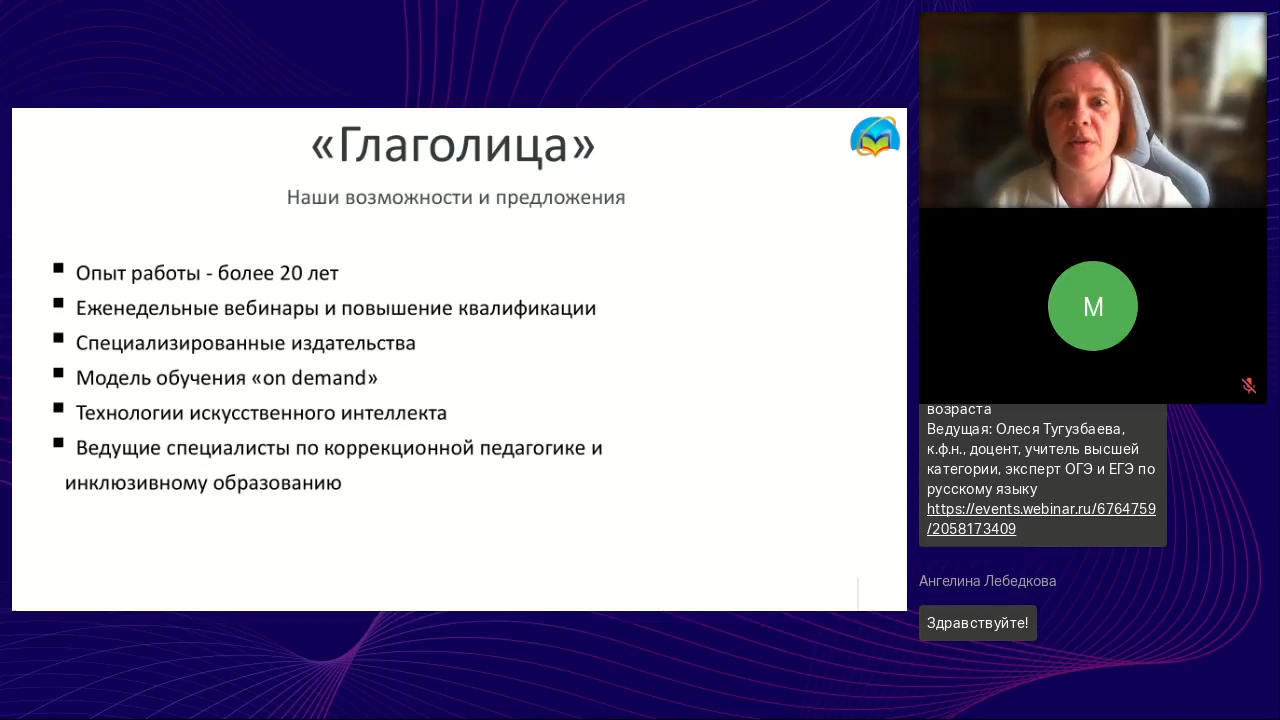 «Глаголица»
Наши возможности и предложения
Опыт работы - более 20 лет
Еженедельные вебинары и повышение квалификации
Специализированные издательства
Модель обучения «on demand»
Технологии искусственного интеллекта
Ведущие специалисты по коррекционной педагогике и
инклюзивному образованию
М
возраста
Ведущая: Олеся Тугузбаева,
к.ф.н., доцент, учитель высшей
категории, эксперт ОГЭ и ЕГЭ по
русскому языку
https://events.webinar.ru/6764759
/2058173409
Ангелина Лебедкова
Здравствуйте!